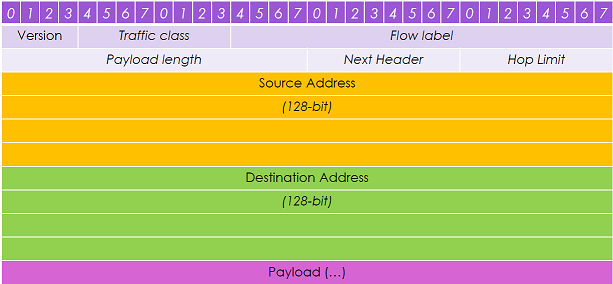 0 1 2 3 4 5 6 7 0 1 2 3 4 5 6 7 0 1 2 3 4 5 6 7 0 1 2 3 4 5 6 7
Version Traffic class Flow label
Payload length Next Header Hop Limit
Source Address
(128-bit)
Destination Address
(128-bit)
Payload (…)